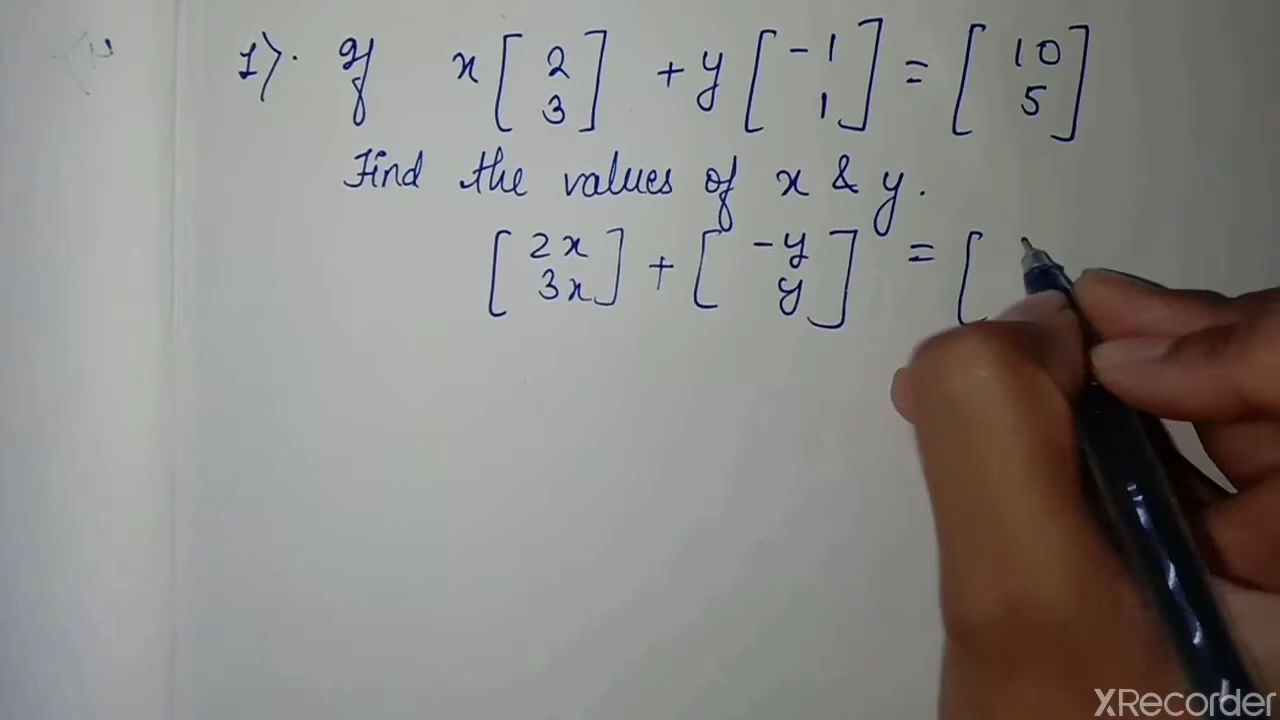 1). If x [ 2 3 ] + y [ -1 1 ] = [ 10 5 ]
Find the values of x & y.
[ 2x 3x ] + [ -y y ] = [
XRecorder